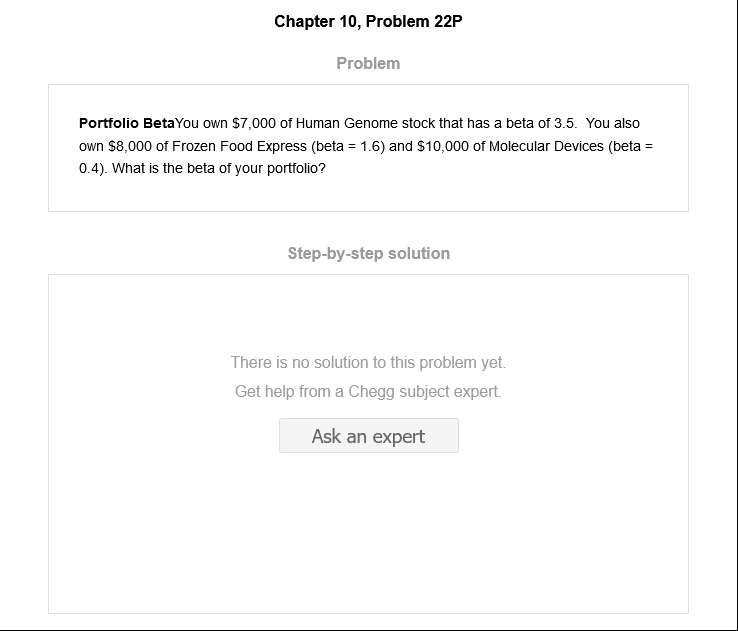 Chapter 10, Problem 22P
Problem
Portfolio BetaYou own $7,000 of Human Genome stock that has a beta of 3.5.  You also
own $8,000 of Frozen Food Express (beta = 1.6) and $10,000 of Molecular Devices (beta =
0.4). What is the beta of your portfolio?
Step-by-step solution
There is no solution to this problem yet.
Get help from a Chegg subject expert.
Ask an expert